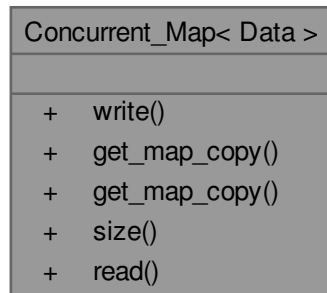 Concurrent_Map< Data >
+ write()
+ get_map_copy()
+ get_map_copy()
+ size()
+ read()